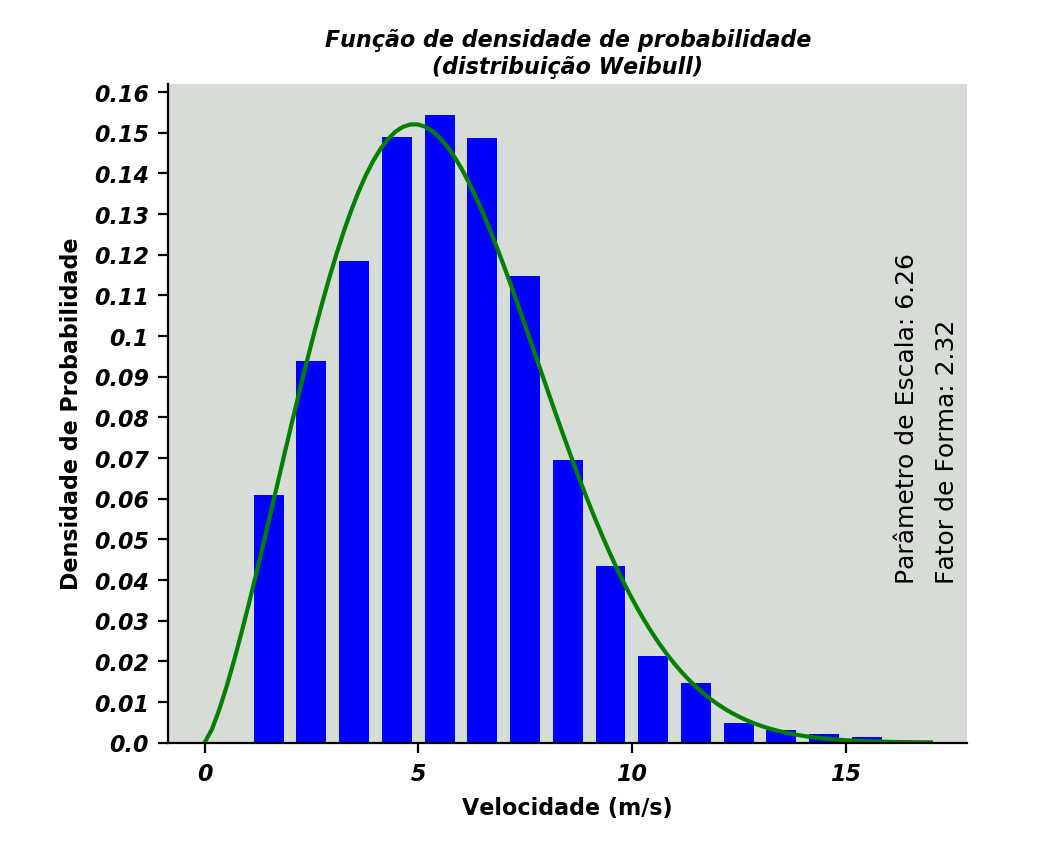 Função de densidade de probabilidade
(distribuição Weibull)
Densidade de Probabilidade
0.16
0.15
0.14
0.13
0.12
0.11
0.1
0.09
0.08
0.07
0.06
0.05
0.04
0.03
0.02
0.01
0.0
Parâmetro de Escala: 6.26
Fator de Forma: 2.32
0 5 10 15
Velocidade (m/s)